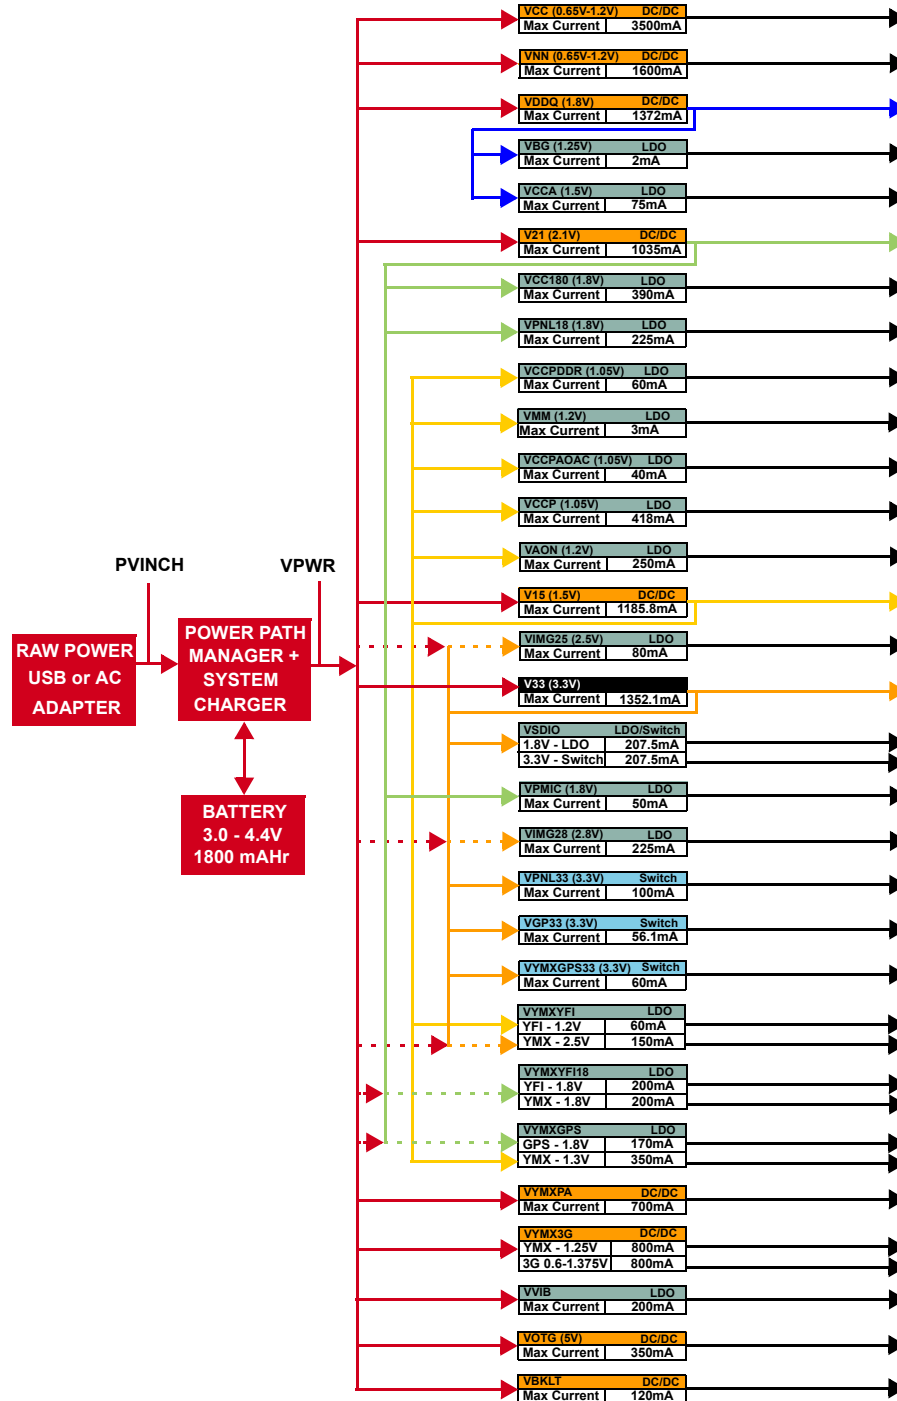 VCC (0.65V-1.2V) DC/DC
Max Current 3500mA
VNN (0.65V-1.2V) DC/DC
Max Current 1600mA
VDDQ (1.8V) DC/DC
Max Current 1372mA
VBG (1.25V) LDO
Max Current 2mA
VCCA (1.5V) LDO
Max Current 75mA
V21 (2.1V) DC/DC
Max Current 1035mA
VCC180 (1.8V) LDO
Max Current 390mA
VPNL18 (1.8V) LDO
Max Current 225mA
VCCPDDR (1.05V) LDO
Max Current 60mA
VMM (1.2V) LDO
Max Current 3mA
VCCPAOAC (1.05V) LDO
Max Current 40mA
VCCP (1.05V) LDO
Max Current 418mA
VAON (1.2V) LDO
Max Current 250mA
V15 (1.5V) DC/DC
Max Current 1185.8mA
VIMG25 (2.5V) LDO
Max Current 80mA
V33 (3.3V)
Max Current 1352.1mA
VSDIO LDO/Switch
1.8V - LDO 207.5mA
3.3V - Switch 207.5mA
VPMIC (1.8V) LDO
Max Current 50mA
VIMG28 (2.8V) LDO
Max Current 225mA
VPNL33 (3.3V) Switch
Max Current 100mA
VGP33 (3.3V) Switch
Max Current 56.1mA
VYMXGPS33 (3.3V) Switch
Max Current 60mA
VYMXYFI LDO
YFI - 1.2V 60mA
YMX - 2.5V 150mA
VYMXYFI18 LDO
YFI - 1.8V 200mA
YMX - 1.8V 200mA
VYMXGPS LDO
GPS - 1.8V 170mA
YMX - 1.3V 350mA
VYMXPA DC/DC
Max Current 700mA
VYMX3G DC/DC
YMX - 1.25V 800mA
3G 0.6-1.375V 800mA
VVIB LDO
Max Current 200mA
VOTG (5V) DC/DC
Max Current 350mA
VBKLT DC/DC
Max Current 120mA
PVINCH
VPWR
RAW POWER
USB or AC
ADAPTER
POWER PATH
MANAGER +
SYSTEM
CHARGER
BATTERY
3.0 - 4.4V
1800 mAHr